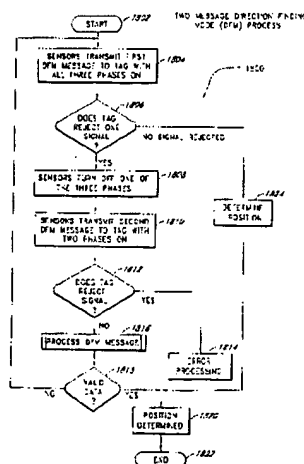 START
TWO MESSAGE DIRECTION FINDING
MODE (DFM) PROCESS
SENSORS TRANSMIT FIRST
DFM MESSAGE TO TAG WITH
ALL THREE PHASES ON
1804
1806
DOES TAG
REJECT ONE
SIGNAL
?
NO SIGNAL REJECTED
YES
SENSORS TURN OFF ONE OF
THE THREE PHASES
1808
SENSORS TRANSMIT SECOND
DFM MESSAGE TO TAG WITH
TWO PHASES ON
1810
DETERMINE
POSITION
1812
DOES TAG
REJECT
SIGNAL
?
YES
NO
PROCESS DFM MESSAGE
1816
ERROR
PROCESSING
1814
VALID
DATA
?
NO
YES
POSITION
DETERMINED
1820
END
1822